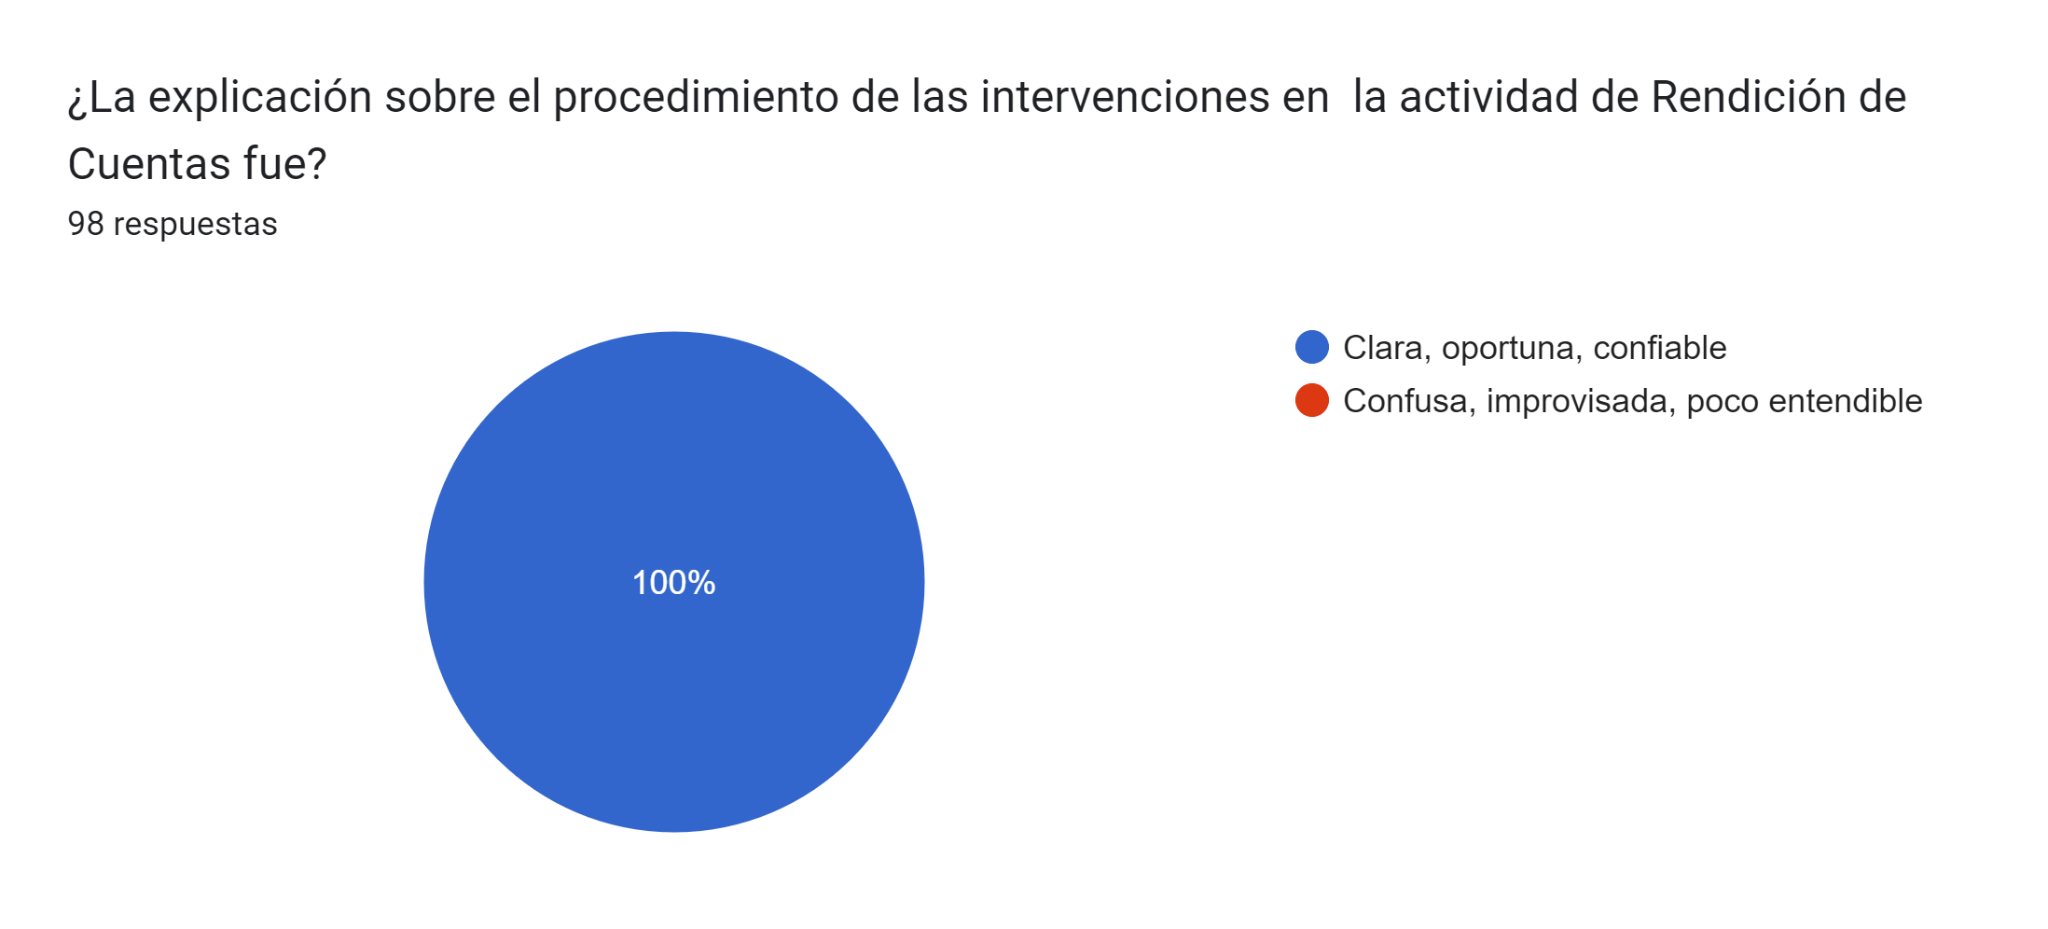 ¿La explicación sobre el procedimiento de las intervenciones en  la actividad de Rendición de
Cuentas fue?
98 respuestas
Clara, oportuna, confiable
Confusa, improvisada, poco entendible
100%